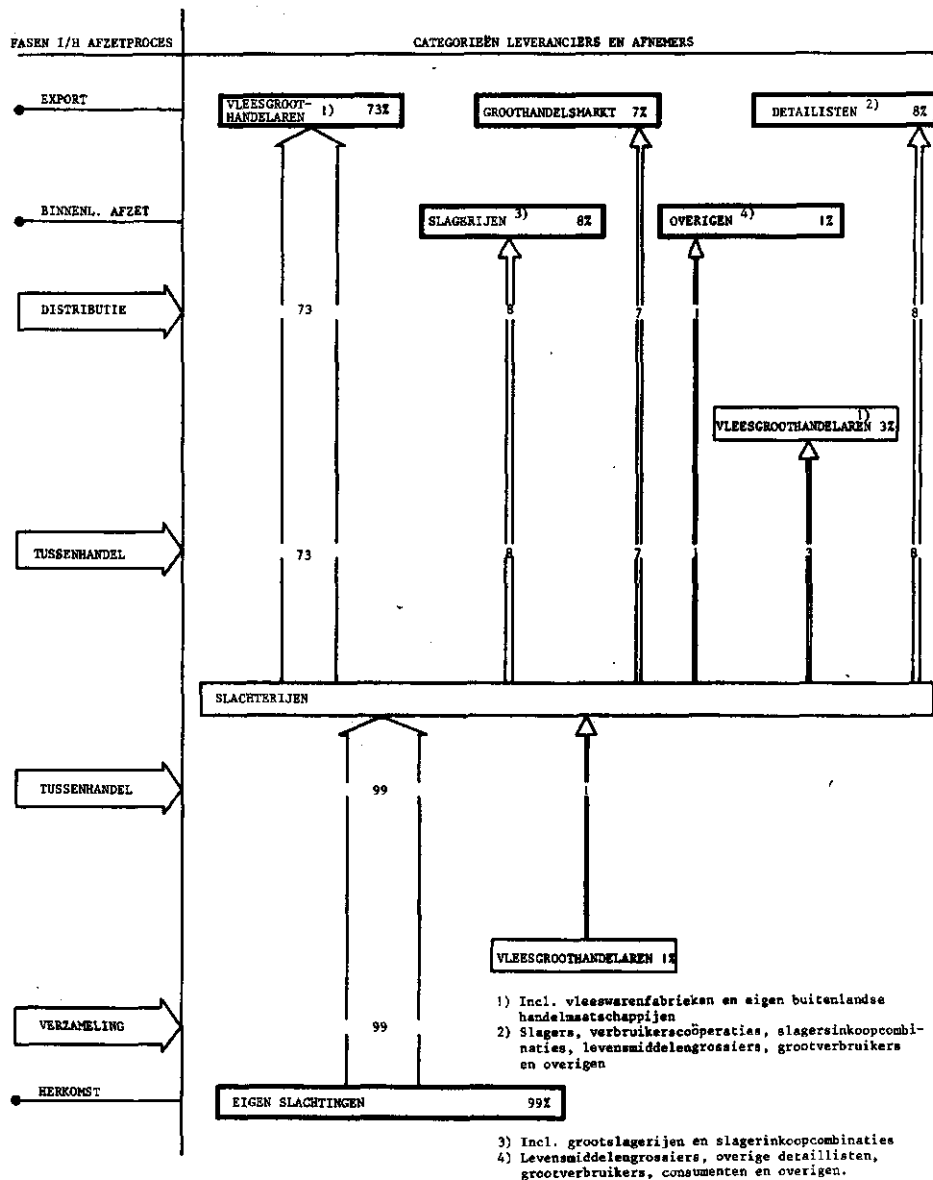 FASEN I/H AFZETPROCES
CATEGORIEËN LEVERANCIERS EN AFNEMERS
EXPORT
VLEESGROOT-
HANDELAREN 1) 73%
GROOTHANDELSMARKT 7%
DETAILISTEN 2) 8%
BINNENL. AFZET
SLAGERIJEN 3) 8%
OVERIGEN 4) 1%
DISTRIBUTIE
73 8 7 1 8
VLEESGROOTHANDELAREN 1) 3%
TUSSENHANDEL
73 8 7 1 3 8
SLACHTERIJEN
TUSSENHANDEL
99 1
VLEESGROOTHANDELAREN 1%
1) Incl. vleeswarenfabrieken en eigen buitenlandse
handelmaatschappijen
2) Slagers, verbruikerscoöperaties, slagersinkoopcombi-
naties, levensmiddelengrossiers, grootverbruikers
en overigen
VERZAMELING
99
HERKOMST
EIGEN SLACHTINGEN 99%
3) Incl. grootslagerijen en slagerinkoopcombinaties
4) Levensmiddelengrossiers, overige detaillisten,
grootverbruikers, consumenten en overigen.